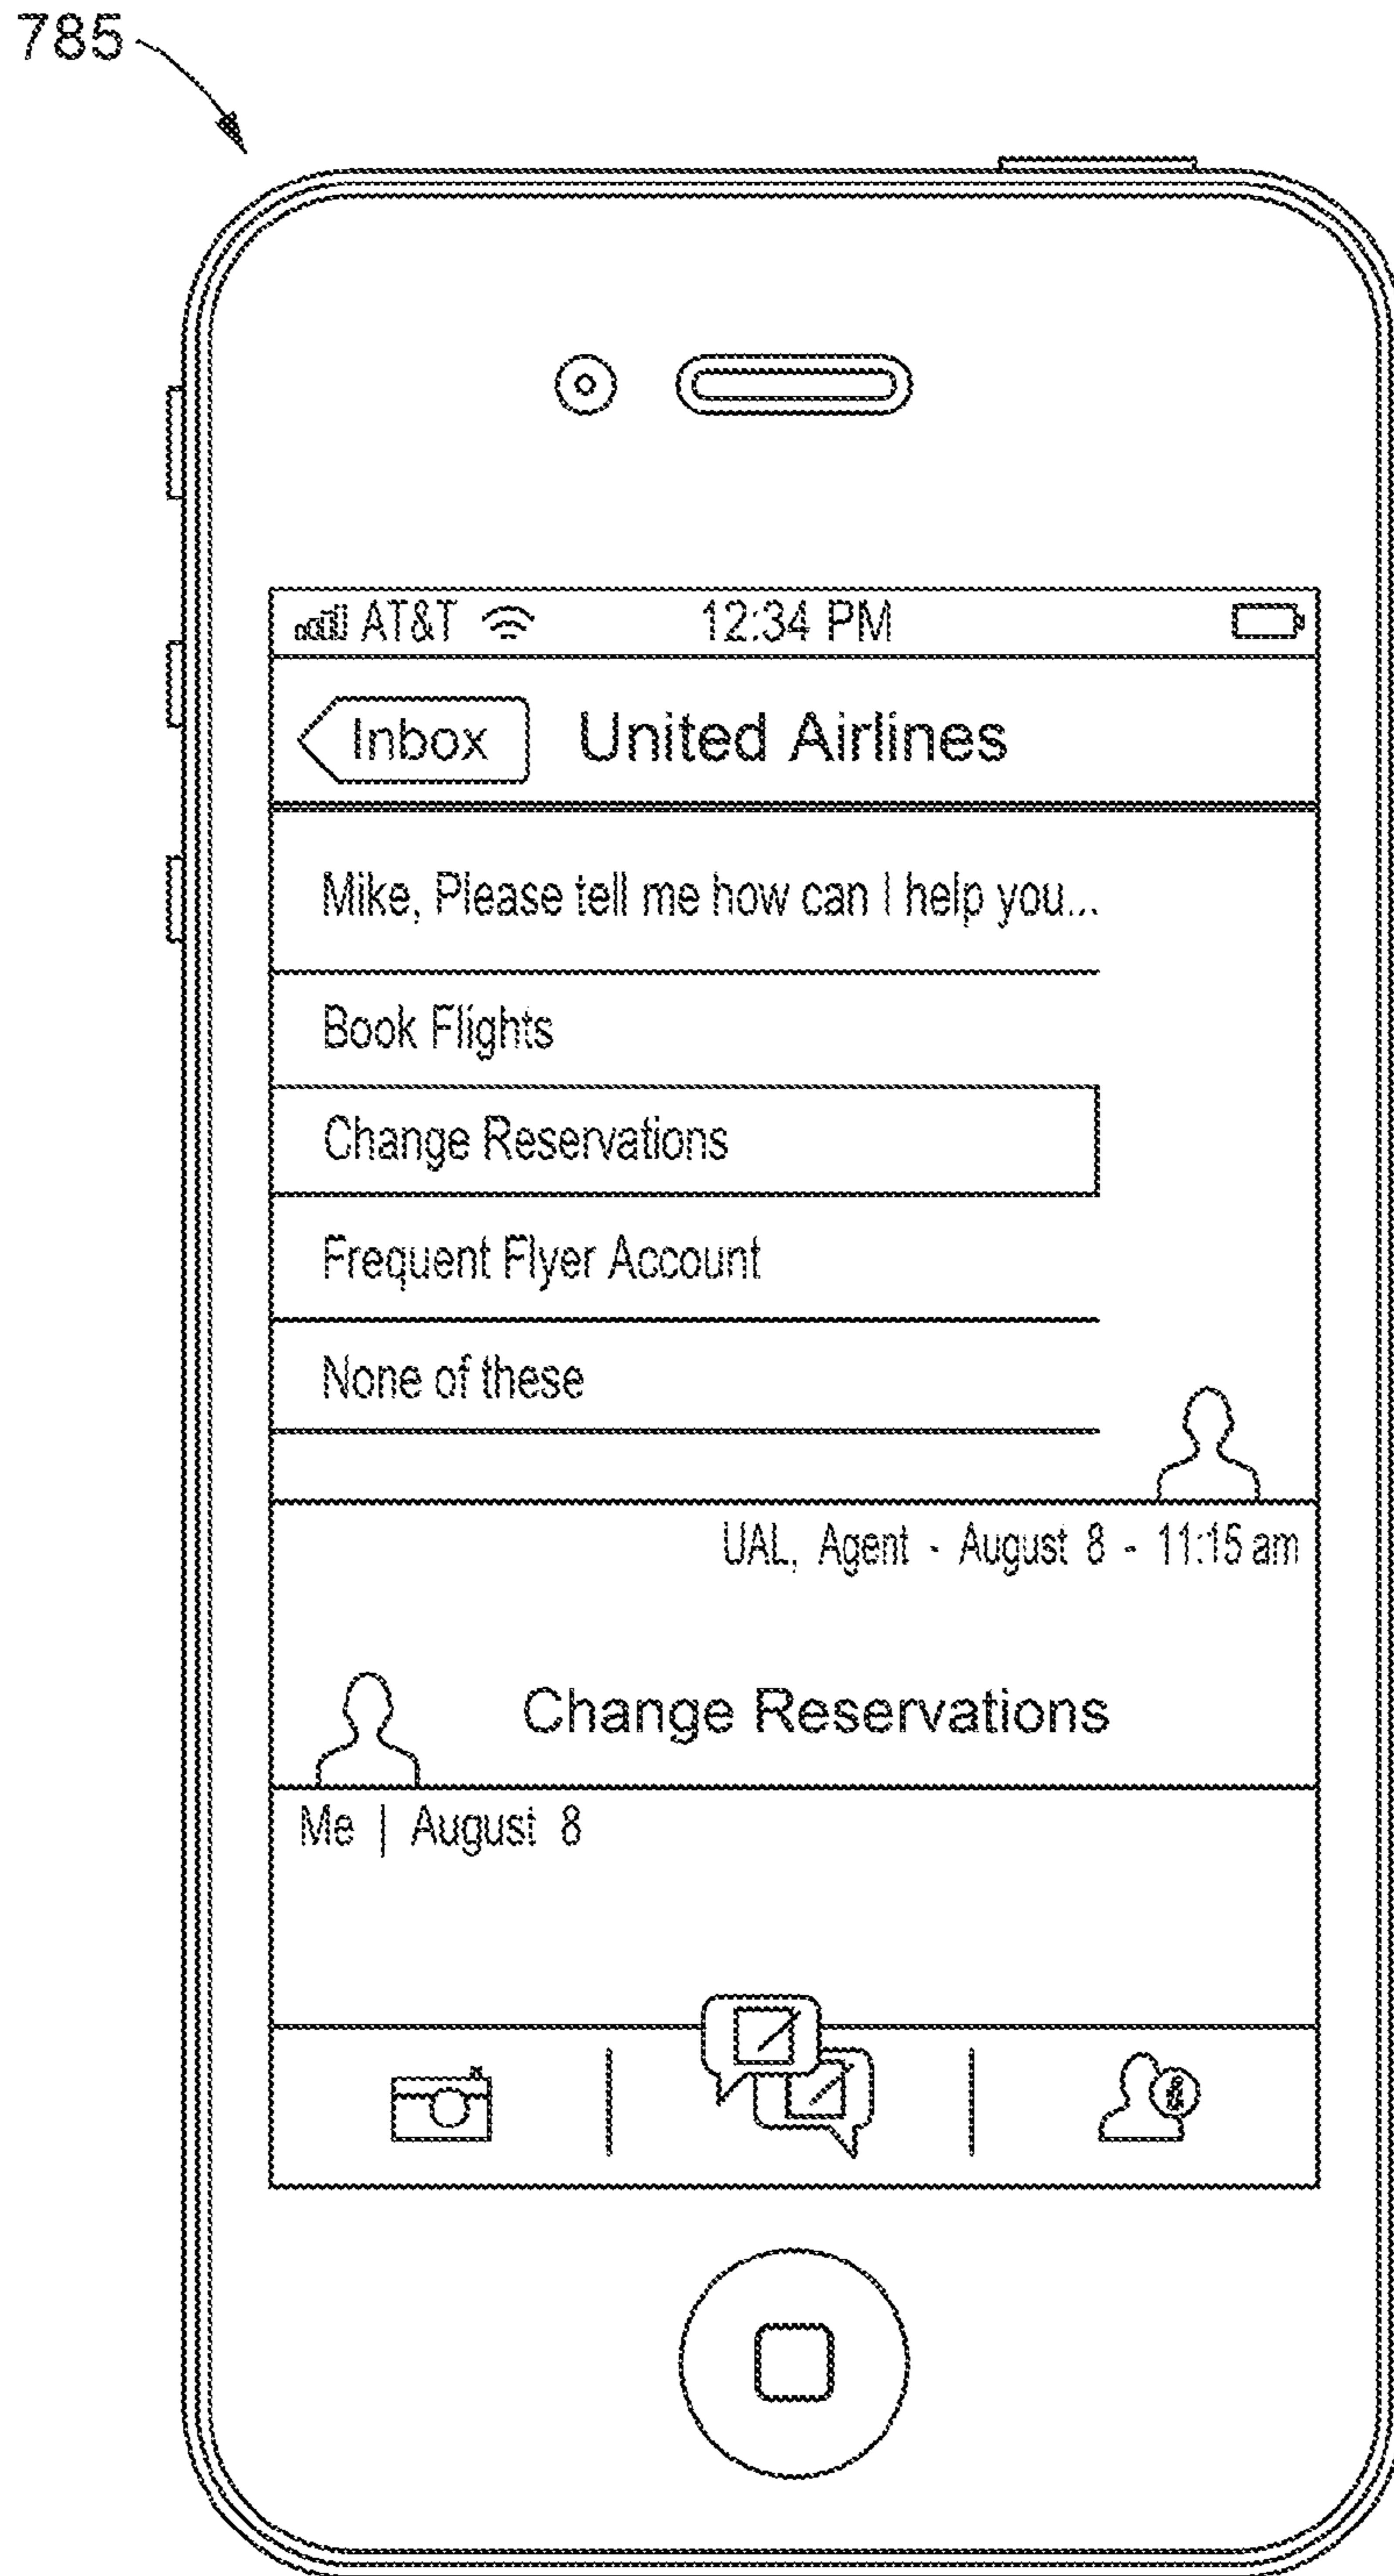 785
AT&T 12:34 PM
Inbox United Airlines
Mike, Please tell me how can I help you...
Book Flights
Change Reservations
Frequent Flyer Account
None of these
UAL, Agent - August 8 - 11:15 am
Change Reservations
Me | August 8